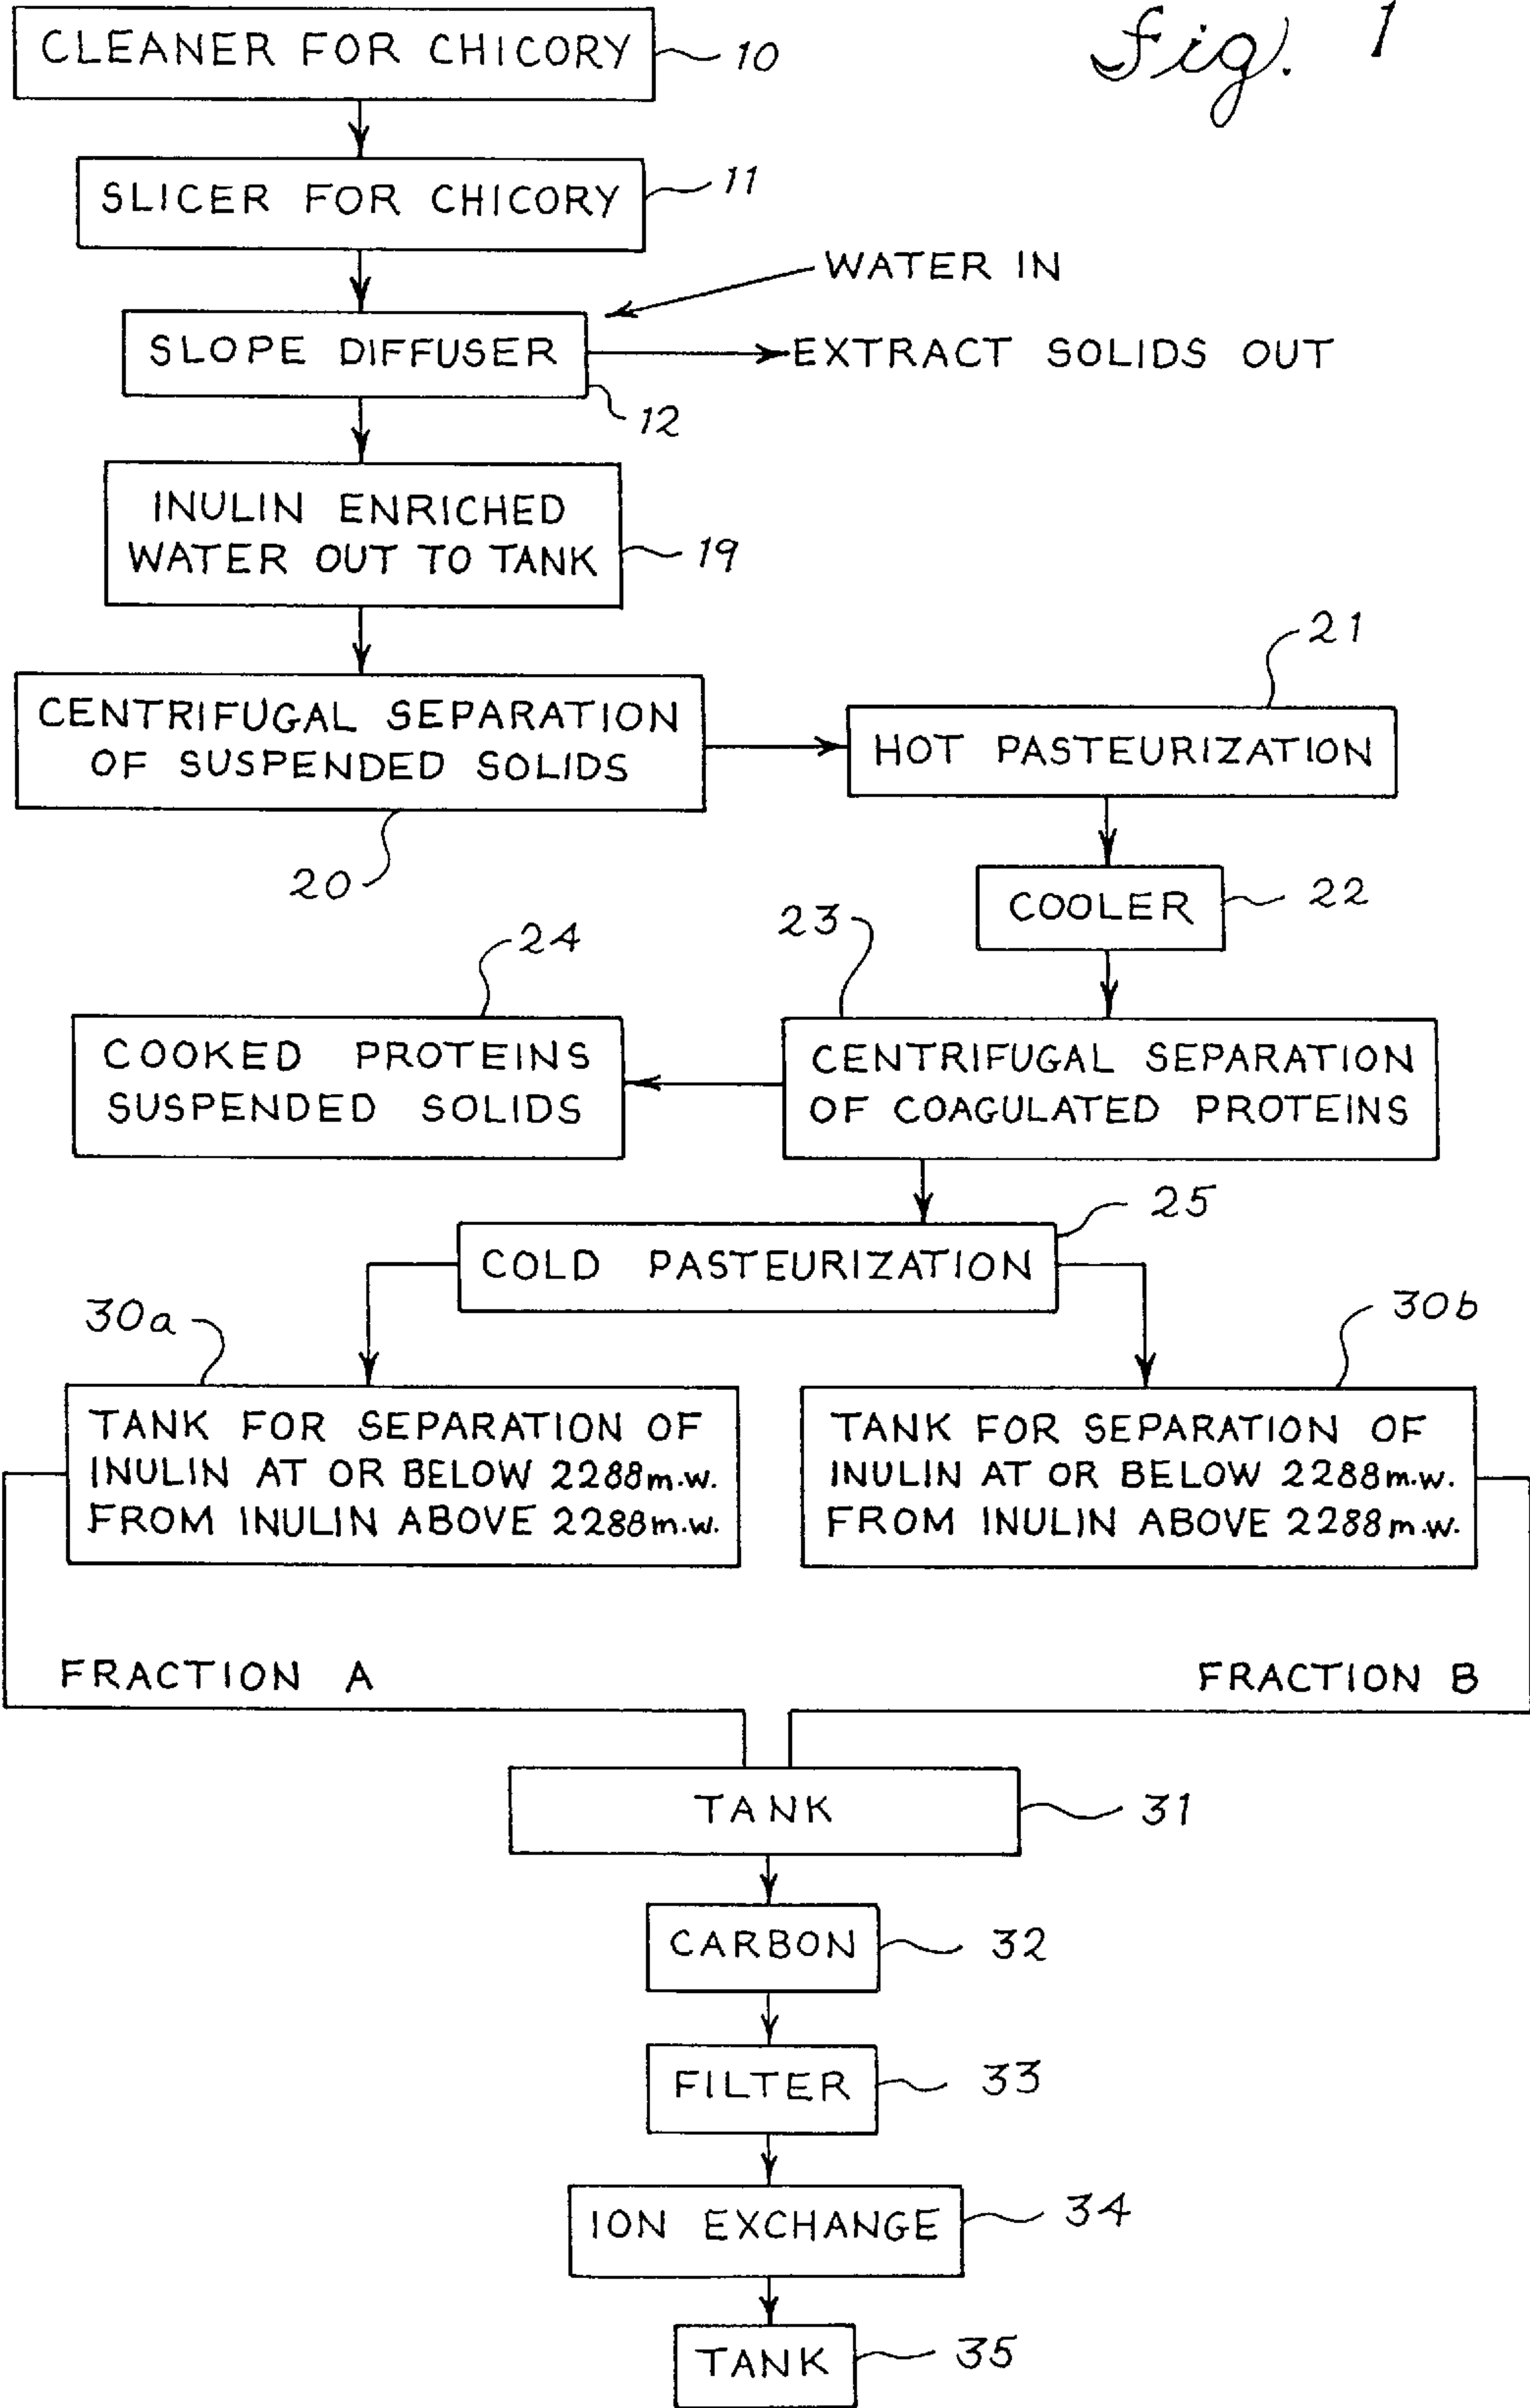 Fig. 1
CLEANER FOR CHICORY
10
SLICER FOR CHICORY
11
WATER IN
SLOPE DIFFUSER
EXTRACT SOLIDS OUT
12
INULIN ENRICHED
WATER OUT TO TANK
19
21
CENTRIFUGAL SEPARATION
OF SUSPENDED SOLIDS
HOT PASTEURIZATION
20
COOLER
22
23
24
COOKED PROTEINS
SUSPENDED SOLIDS
CENTRIFUGAL SEPARATION
OF COAGULATED PROTEINS
25
COLD PASTEURIZATION
30a
30b
TANK FOR SEPARATION OF
INULIN AT OR BELOW 2288m.w.
FROM INULIN ABOVE 2288m.w.
TANK FOR SEPARATION OF
INULIN AT OR BELOW 2288m.w.
FROM INULIN ABOVE 2288m.w.
FRACTION A
FRACTION B
TANK
31
CARBON
32
FILTER
33
ION EXCHANGE
34
TANK
35